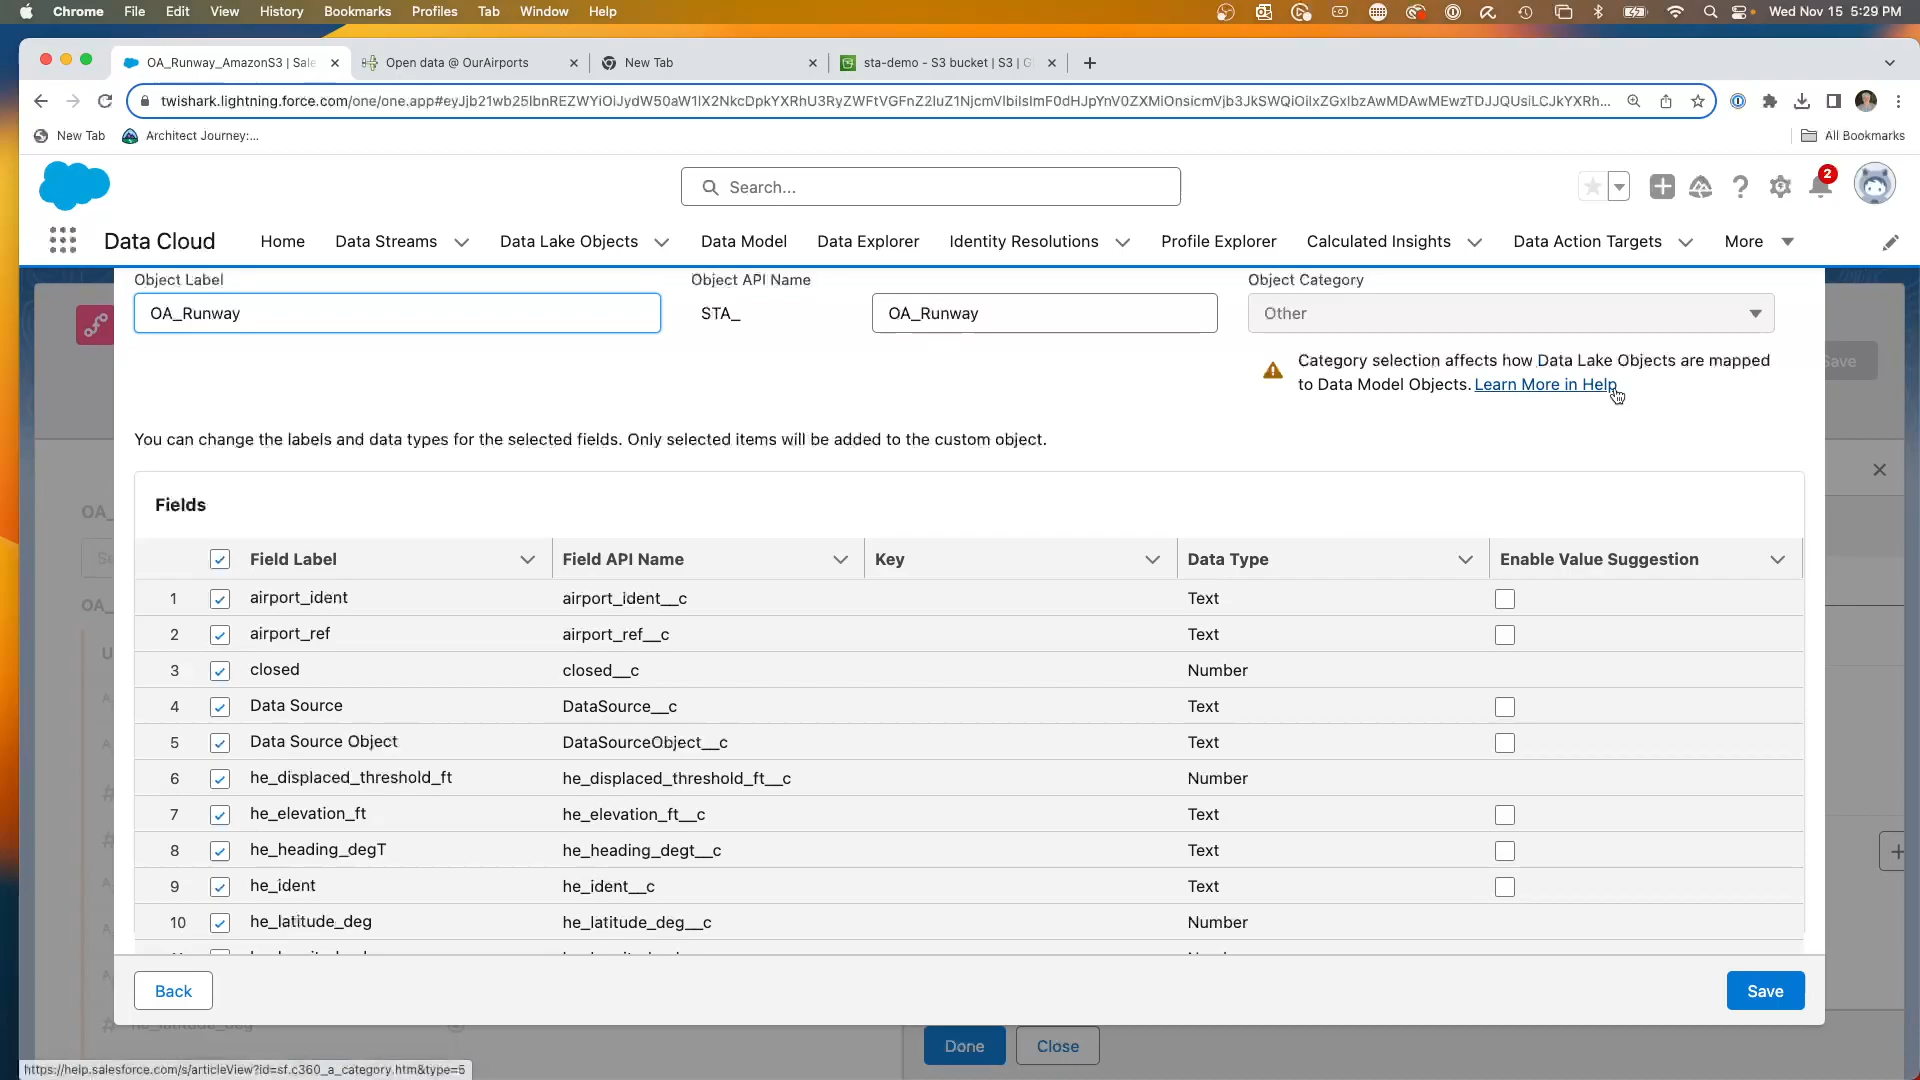 Chrome File Edit View History Bookmarks Profiles Tab Window Help Wed Nov 15 5:29 PM
OA_Runway_AmazonS3 | Sale Open data @ OurAirports New Tab sta-demo - S3 bucket | S3 | G
New Tab Architect Journey:... All Bookmarks
Search... 2
Data Cloud Home Data Streams Data Lake Objects Data Model Data Explorer Identity Resolutions Profile Explorer Calculated Insights Data Action Targets More
Object Label Object API Name Object Category
OA_Runway STA_ OA_Runway Other
Category selection affects how Data Lake Objects are mapped
to Data Model Objects. Learn More in Help
Save
You can change the labels and data types for the selected fields. Only selected items will be added to the custom object.
Fields
Field Label Field API Name Key Data Type Enable Value Suggestion
1 airport_ident airport_ident__c Text
2 airport_ref airport_ref__c Text
3 closed closed__c Number
4 Data Source DataSource__c Text
5 Data Source Object DataSourceObject__c Text
6 he_displaced_threshold_ft he_displaced_threshold_ft__c Number
7 he_elevation_ft he_elevation_ft__c Text
8 he_heading_degT he_heading_degt__c Text
9 he_ident he_ident__c Text
10 he_latitude_deg he_latitude_deg__c Number
Back Save
he_latitude_deg
Done Close
https://help.salesforce.com/s/articleView?id=sf.c360_a_category.htm&type=5